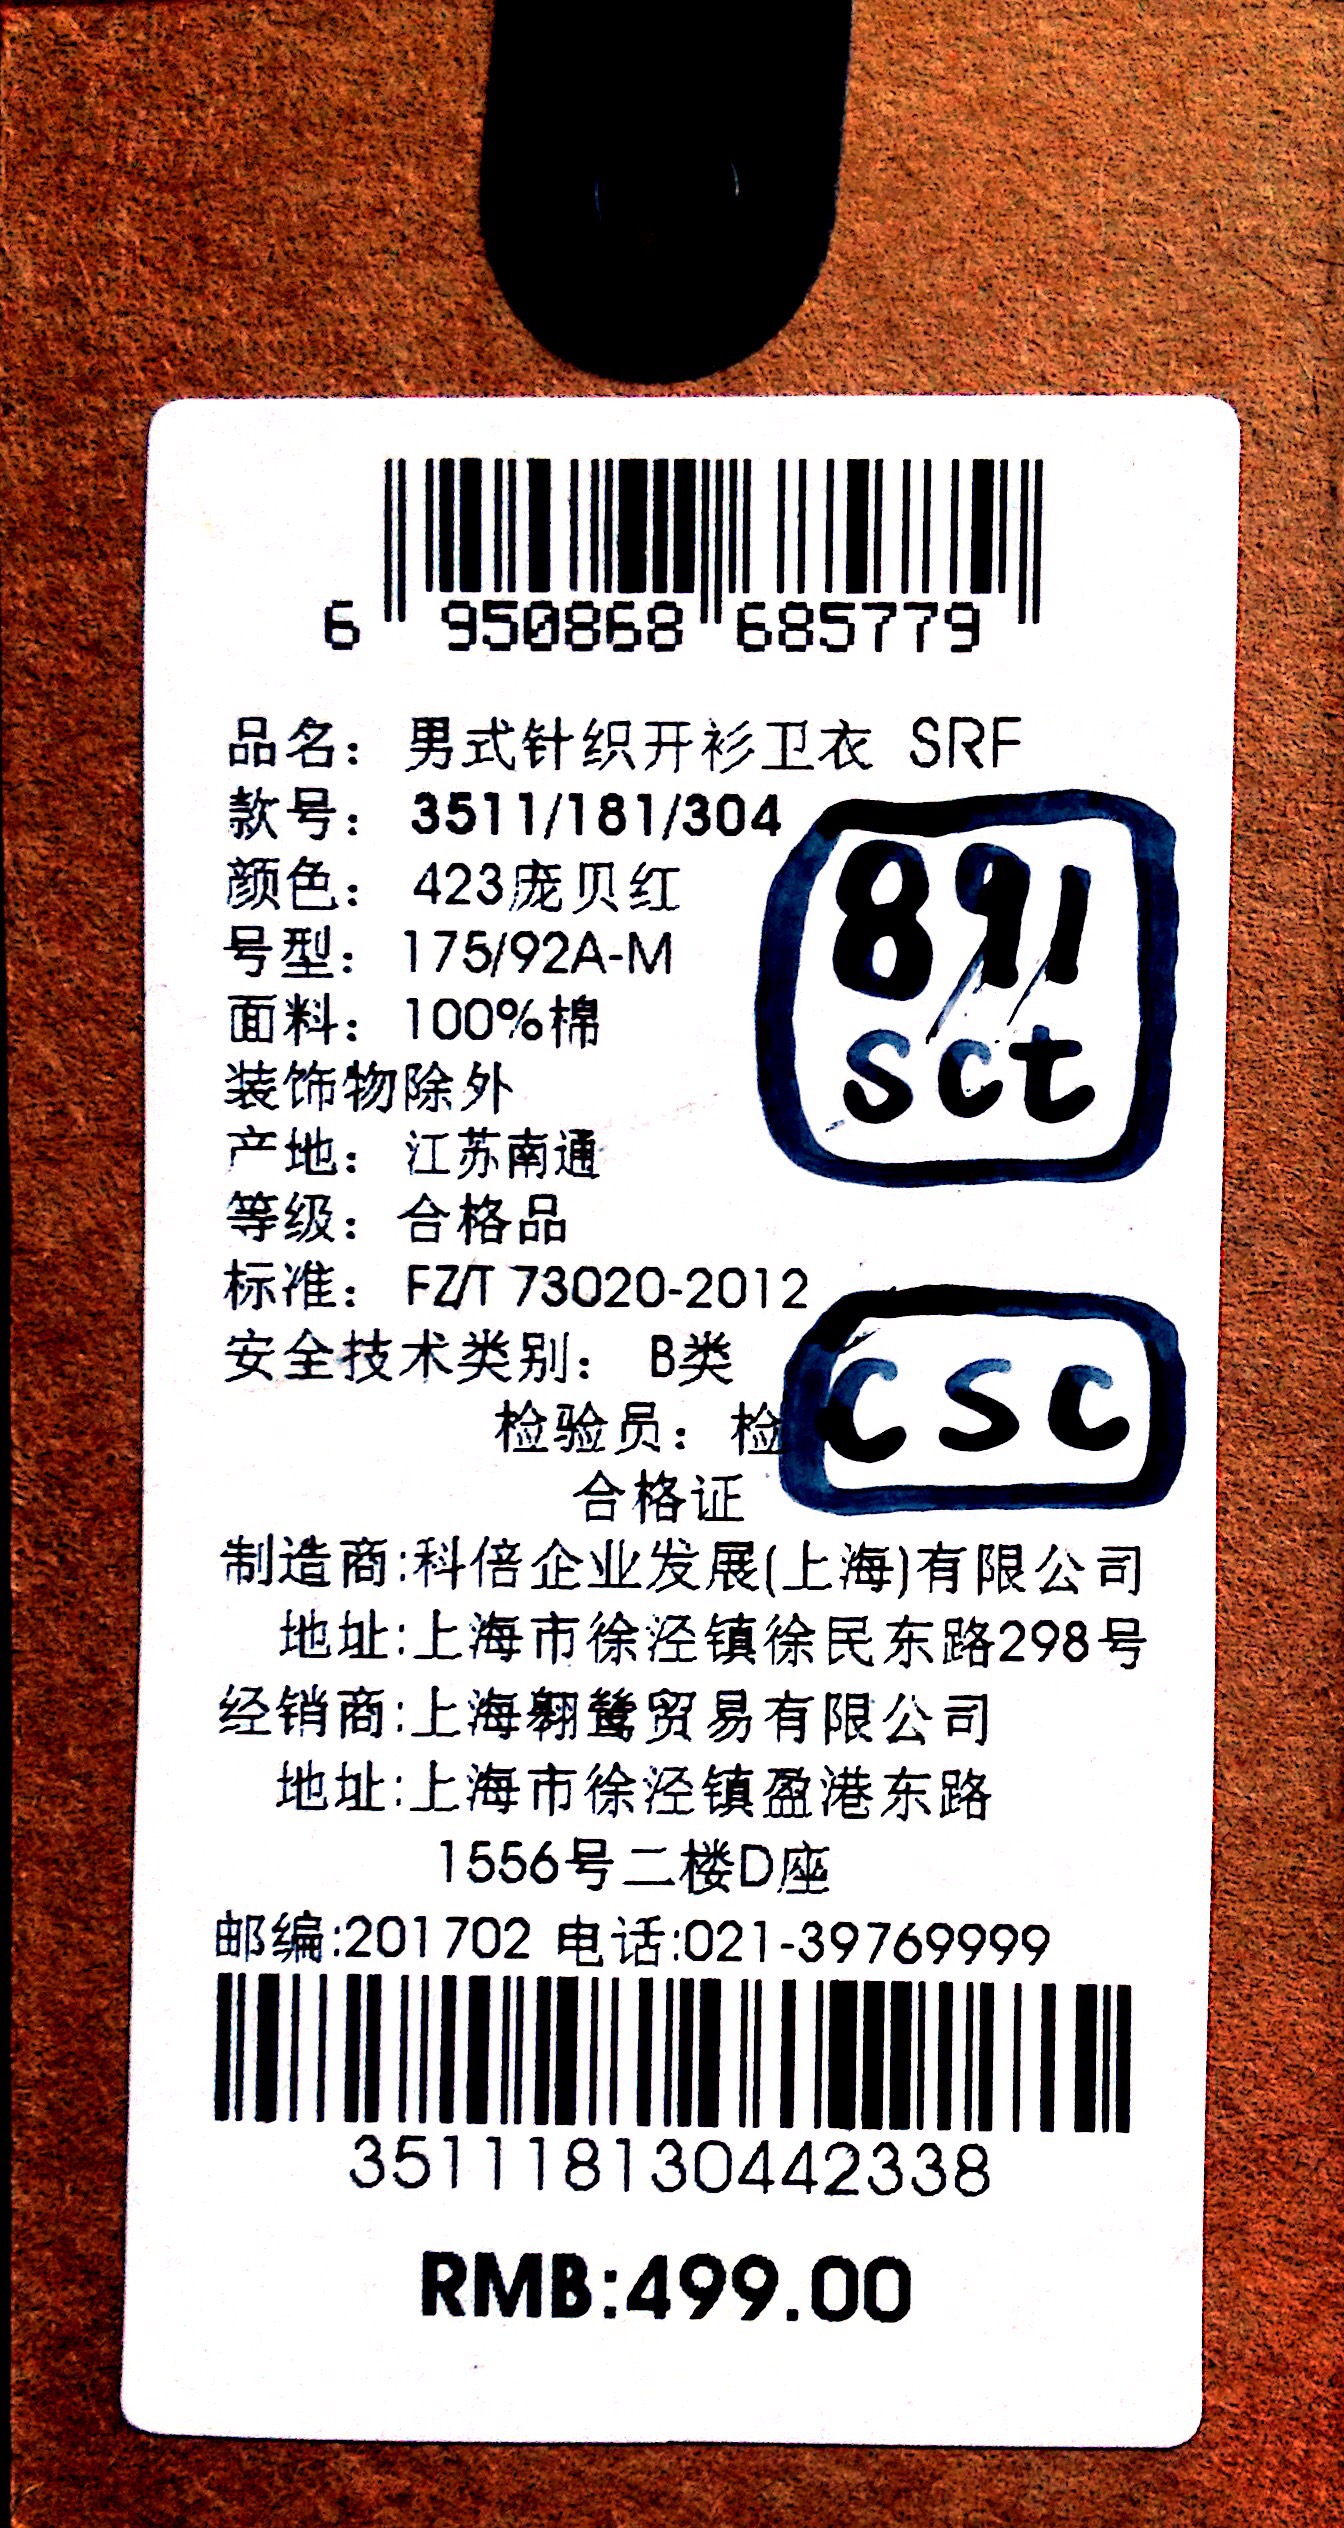 6 950868 685779
品名： 男式针织开衫卫衣 SRF
款号： 3511/181/304
颜色： 423庞贝红
号型： 175/92A-M
面料： 100%棉
装饰物除外
产地： 江苏南通
等级： 合格品
标准： FZ/T 73020-2012
安全技术类别： B类
检验员： 检
合格证
891
sct
csc
制造商:科倍企业发展(上海)有限公司
地址:上海市徐泾镇徐民东路298号
经销商:上海翱鹭贸易有限公司
地址:上海市徐泾镇盈港东路
1556号二楼D座
邮编:201702 电话:021-39769999
351118130442338
RMB:499.00